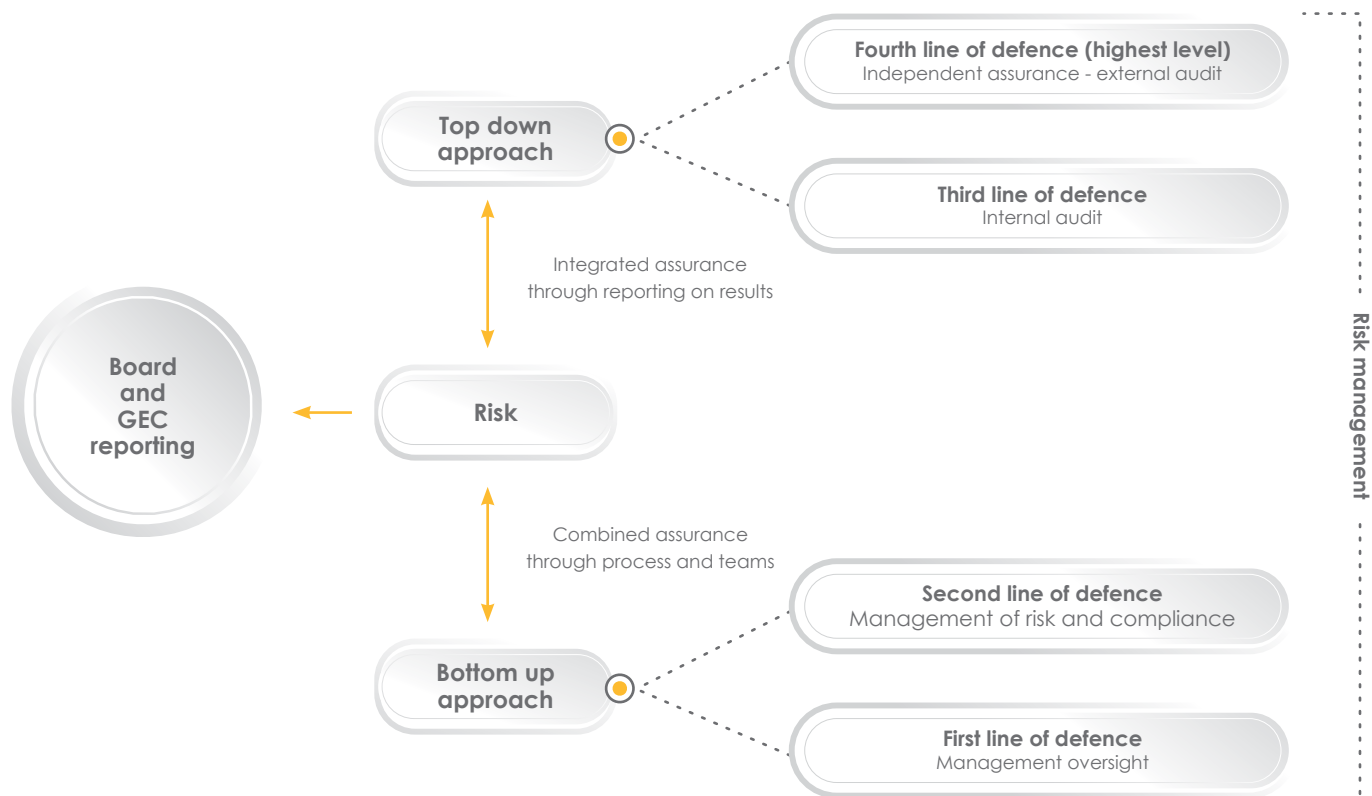 Fourth line of defence (highest level)
Independent assurance - external audit
Top down
approach
Third line of defence
Internal audit
Integrated assurance
through reporting on results
Risk management
Board
and
GEC
reporting
Risk
Combined assurance
through process and teams
Second line of defence
Management of risk and compliance
Bottom up
approach
First line of defence
Management oversight